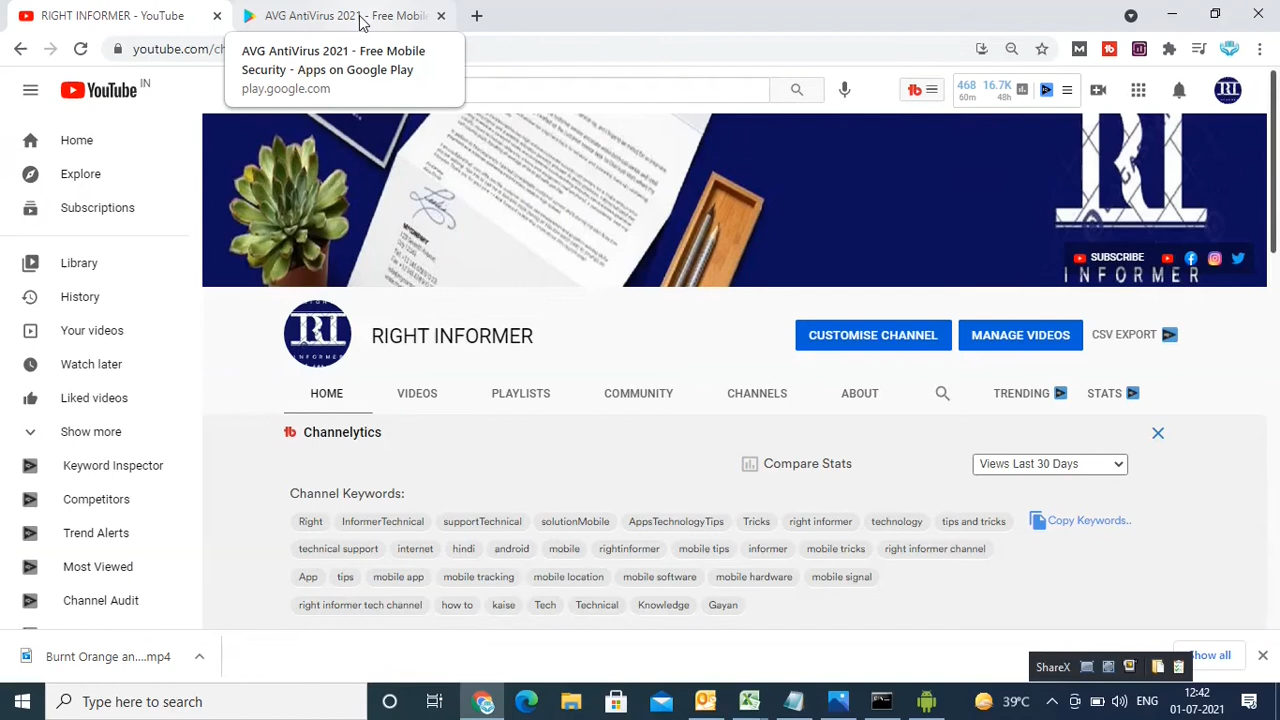 RIGHT INFORMER - YouTube
AVG AntiVirus 2021 - Free Mobile
youtube.com/ch
AVG AntiVirus 2021 - Free Mobile
Security - Apps on Google Play
play.google.com
YouTube IN
468 16.7K
60m 48h
RI
Home
Explore
Subscriptions
Library
History
Your videos
Watch later
Liked videos
Show more
Keyword Inspector
Competitors
Trend Alerts
Most Viewed
Channel Audit
SUBSCRIBE
INFORMER
RI
INFORMER
RIGHT INFORMER
CUSTOMISE CHANNEL
MANAGE VIDEOS
CSV EXPORT
HOME
VIDEOS
PLAYLISTS
COMMUNITY
CHANNELS
ABOUT
TRENDING
STATS
Channelytics
Compare Stats
Views Last 30 Days
Channel Keywords:
Right InformerTechnical supportTechnical solutionMobile AppsTechnologyTips Tricks right informer technology tips and tricks
Copy Keywords..
technical support internet hindi android mobile rightinformer mobile tips informer mobile tricks right informer channel
App tips mobile app mobile tracking mobile location mobile software mobile hardware mobile signal
right informer tech channel how to kaise Tech Technical Knowledge Gayan
Burnt Orange an....mp4
Show all
ShareX
Type here to search
39°C
ENG
12:42
01-07-2021